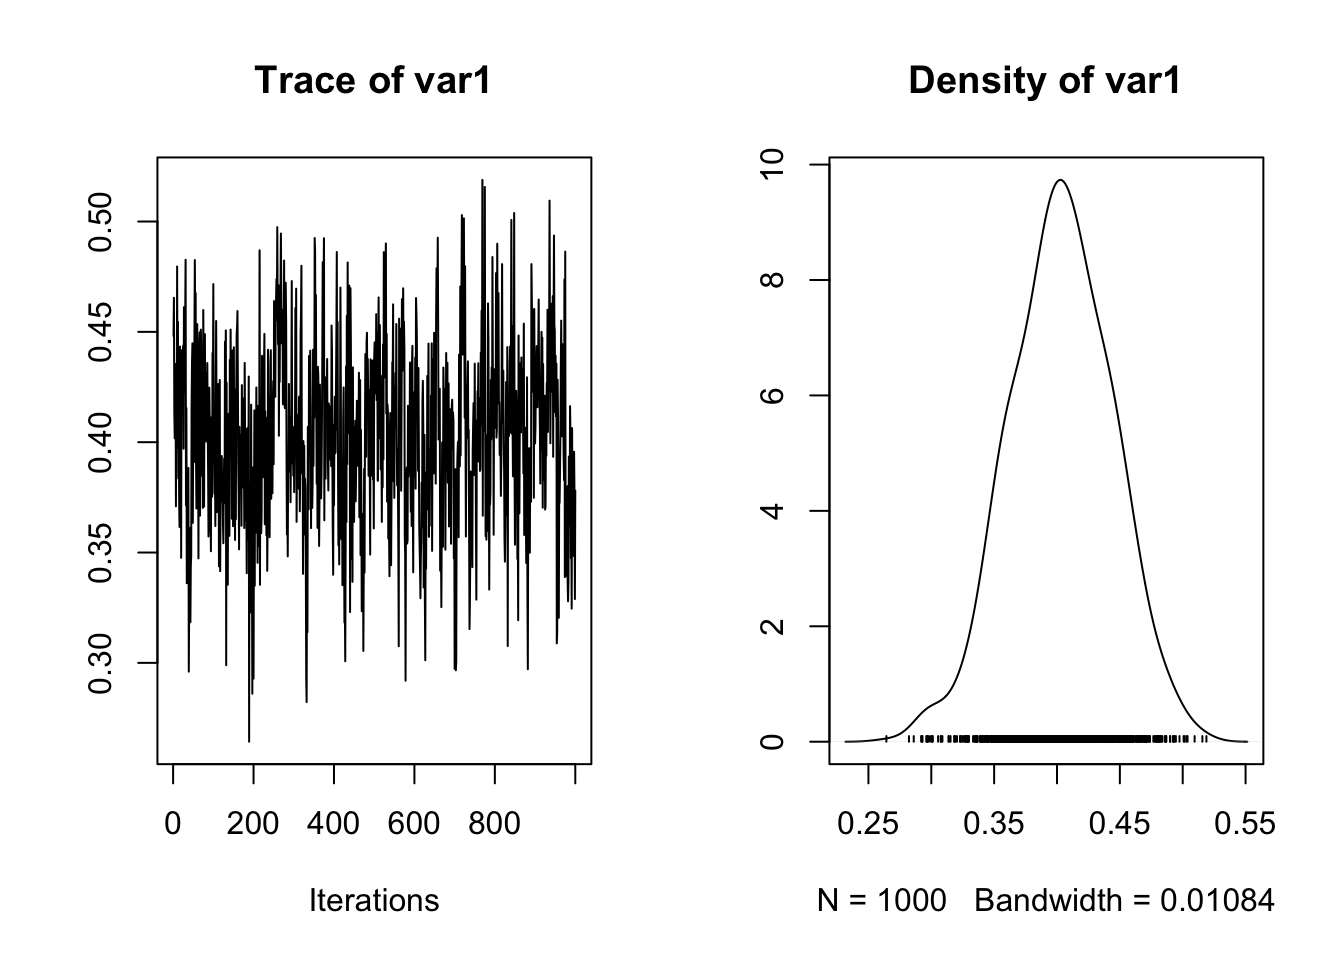 Trace of var1
0.50
0.45
0.40
0.35
0.30
0 200 400 600 800
Iterations
Density of var1
10
8
6
4
2
0
0.25 0.35 0.45 0.55
N = 1000 Bandwidth = 0.01084